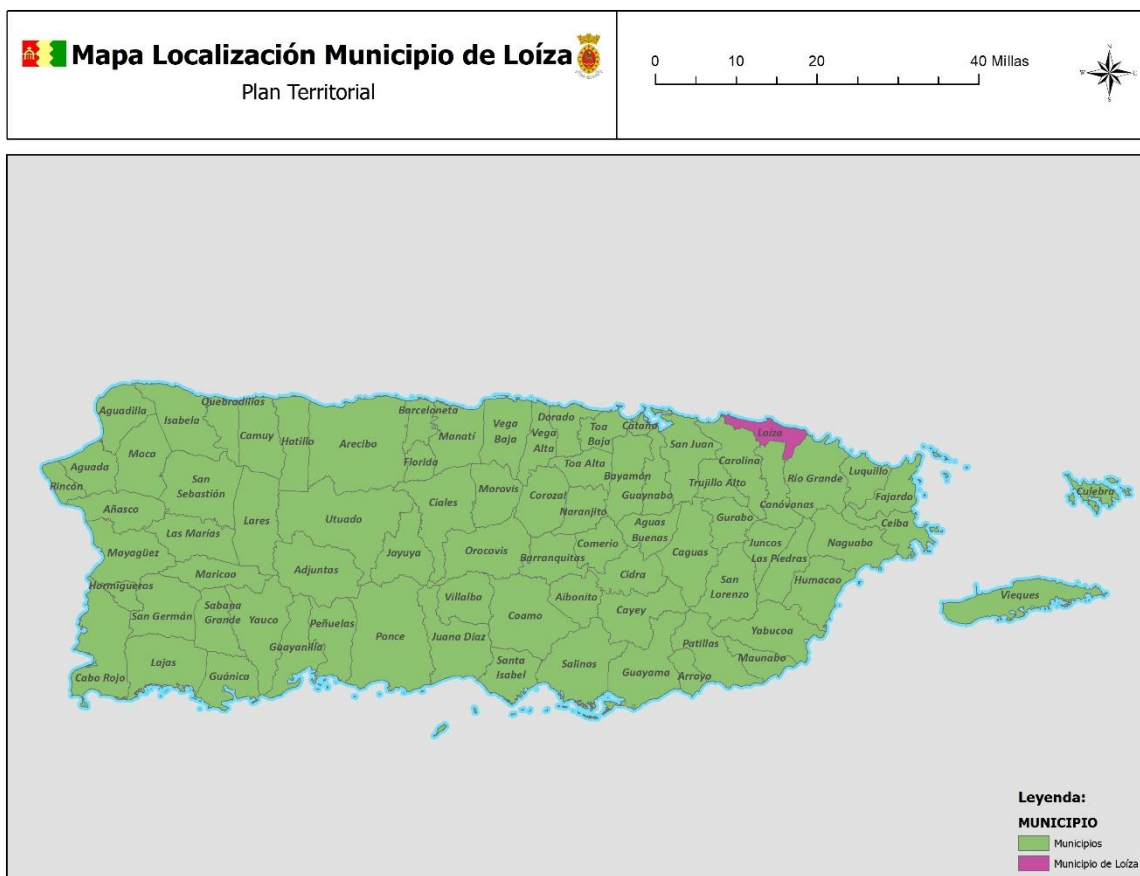 Mapa Localización Municipio de Loíza
Plan Territorial
0 10 20 40 Millas
N
W E
S
Quebradillas
Aguadilla
Isabela
Camuy
Hatillo
Arecibo
Barceloneta
Manatí
Florida
Vega
Baja
Dorado
Vega
Alta
Toa
Baja
Cataño
San Juan
Loíza
Moca
Aguada
Rincón
San
Sebastián
Añasco
Las Marías
Mayagüez
Lares
Utuado
Ciales
Morovis
Corozal
Toa Alta
Naranjito
Bayamón
Guaynabo
Carolina
Trujillo Alto
Río Grande
Canóvanas
Luquillo
Fajardo
Ceiba
Culebra
Maricao
Hormigueros
Adjuntas
Jayuya
Orocovis
Barranquitas
Comerio
Aguas
Buenas
Caguas
Gurabo
Juncos
Las Piedras
Naguabo
Humacao
San
Lorenzo
Cidra
Vieques
San Germán
Sabana
Grande
Yauco
Guayanilla
Peñuelas
Ponce
Villalba
Juana Díaz
Coamo
Aibonito
Cayey
Patillas
Yabucoa
Maunabo
Cabo Rojo
Lajas
Guánica
Santa
Isabel
Salinas
Guayama
Arroyo
Leyenda:
MUNICIPIO
Municipios
Municipio de Loíza